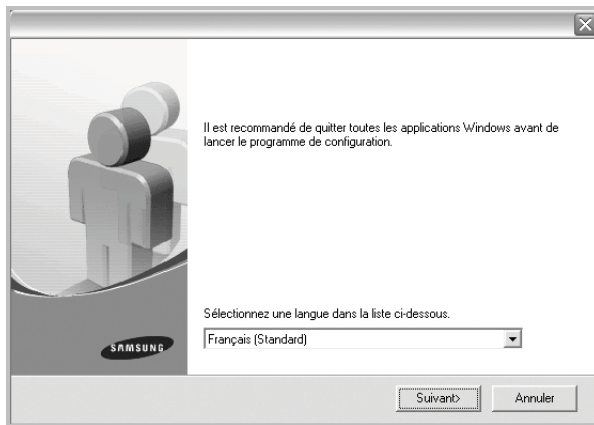 Il est recommandé de quitter toutes les applications Windows avant de
lancer le programme de configuration.
Sélectionnez une langue dans la liste ci-dessous.
Français (Standard)
SAMSUNG
Suivant>
Annuler